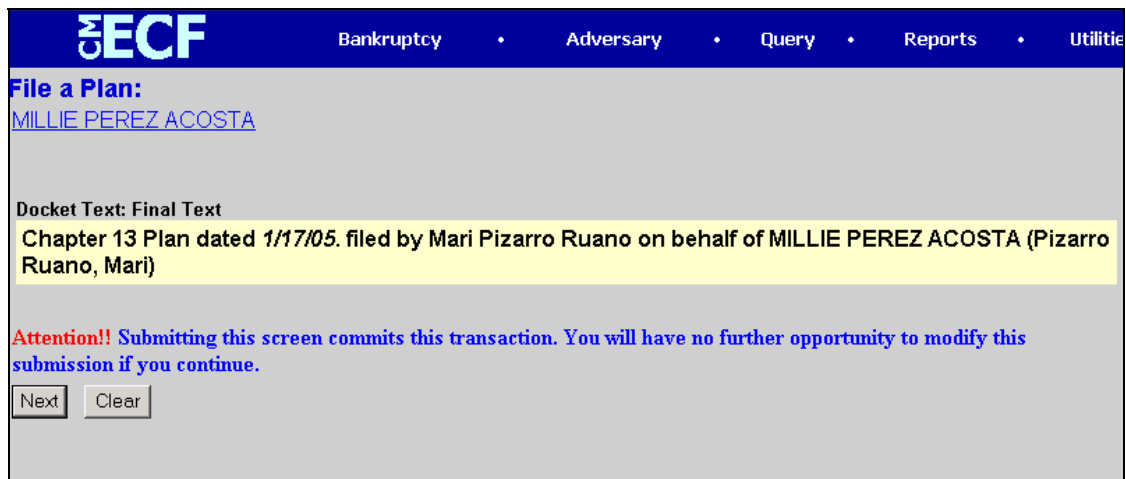 CM ECF Bankruptcy • Adversary • Query • Reports • Utilitie
File a Plan:
MILLIE PEREZ ACOSTA
Docket Text: Final Text
Chapter 13 Plan dated 1/17/05. filed by Mari Pizarro Ruano on behalf of MILLIE PEREZ ACOSTA (Pizarro
Ruano, Mari)
Attention!! Submitting this screen commits this transaction. You will have no further opportunity to modify this
submission if you continue.
Next Clear